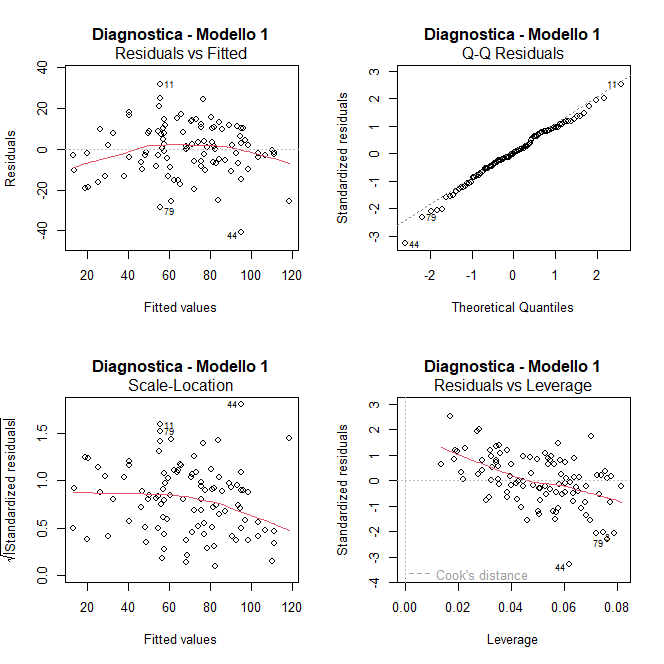 Diagnostica - Modello 1
Residuals vs Fitted
Residuals
40
20
0
-20
-40
11
79
44
20 40 60 80 100 120
Fitted values
Diagnostica - Modello 1
Q-Q Residuals
Standardized residuals
3
2
1
0
-1
-2
-3
11
79
44
-2 -1 0 1 2
Theoretical Quantiles
Diagnostica - Modello 1
Scale-Location
√|Standardized residuals|
1.5
1.0
0.5
0.0
44
11
79
20 40 60 80 100 120
Fitted values
Diagnostica - Modello 1
Residuals vs Leverage
Standardized residuals
3
2
1
0
-1
-2
-3
-4
79
44
Cook's distance
0.00 0.02 0.04 0.06 0.08
Leverage